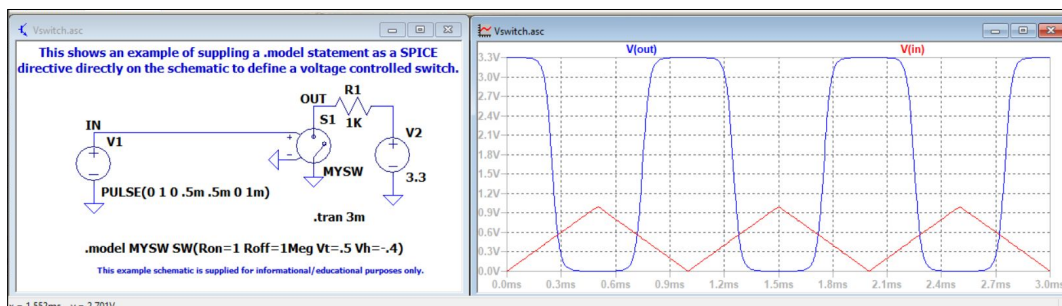 Vswitch.asc
This shows an example of suppling a .model statement as a SPICE
directive directly on the schematic to define a voltage controlled switch.
R1
OUT
S1
1K
IN
V1
V2
MYSW
3.3
PULSE(0 1 0 .5m .5m 0 1m)
.tran 3m
.model MYSW SW(Ron=1 Roff=1Meg Vt=.5 Vh=-.4)
This example schematic is supplied for informational/educational purposes only.
Vswitch.asc
V(out)
V(in)
3.3V
3.0V
2.7V
2.4V
2.1V
1.8V
1.5V
1.2V
0.9V
0.6V
0.3V
0.0V
0.0ms 0.3ms 0.6ms 0.9ms 1.2ms 1.5ms 1.8ms 2.1ms 2.4ms 2.7ms 3.0m